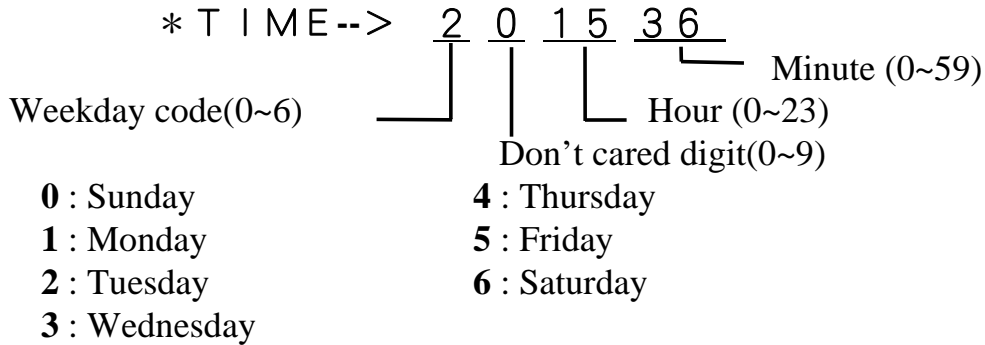 *TIME--> 2 0 15 36
Minute (0~59)
Weekday code(0~6) Hour (0~23)
Don’t cared digit(0~9)
0 : Sunday 4 : Thursday
1 : Monday 5 : Friday
2 : Tuesday 6 : Saturday
3 : Wednesday